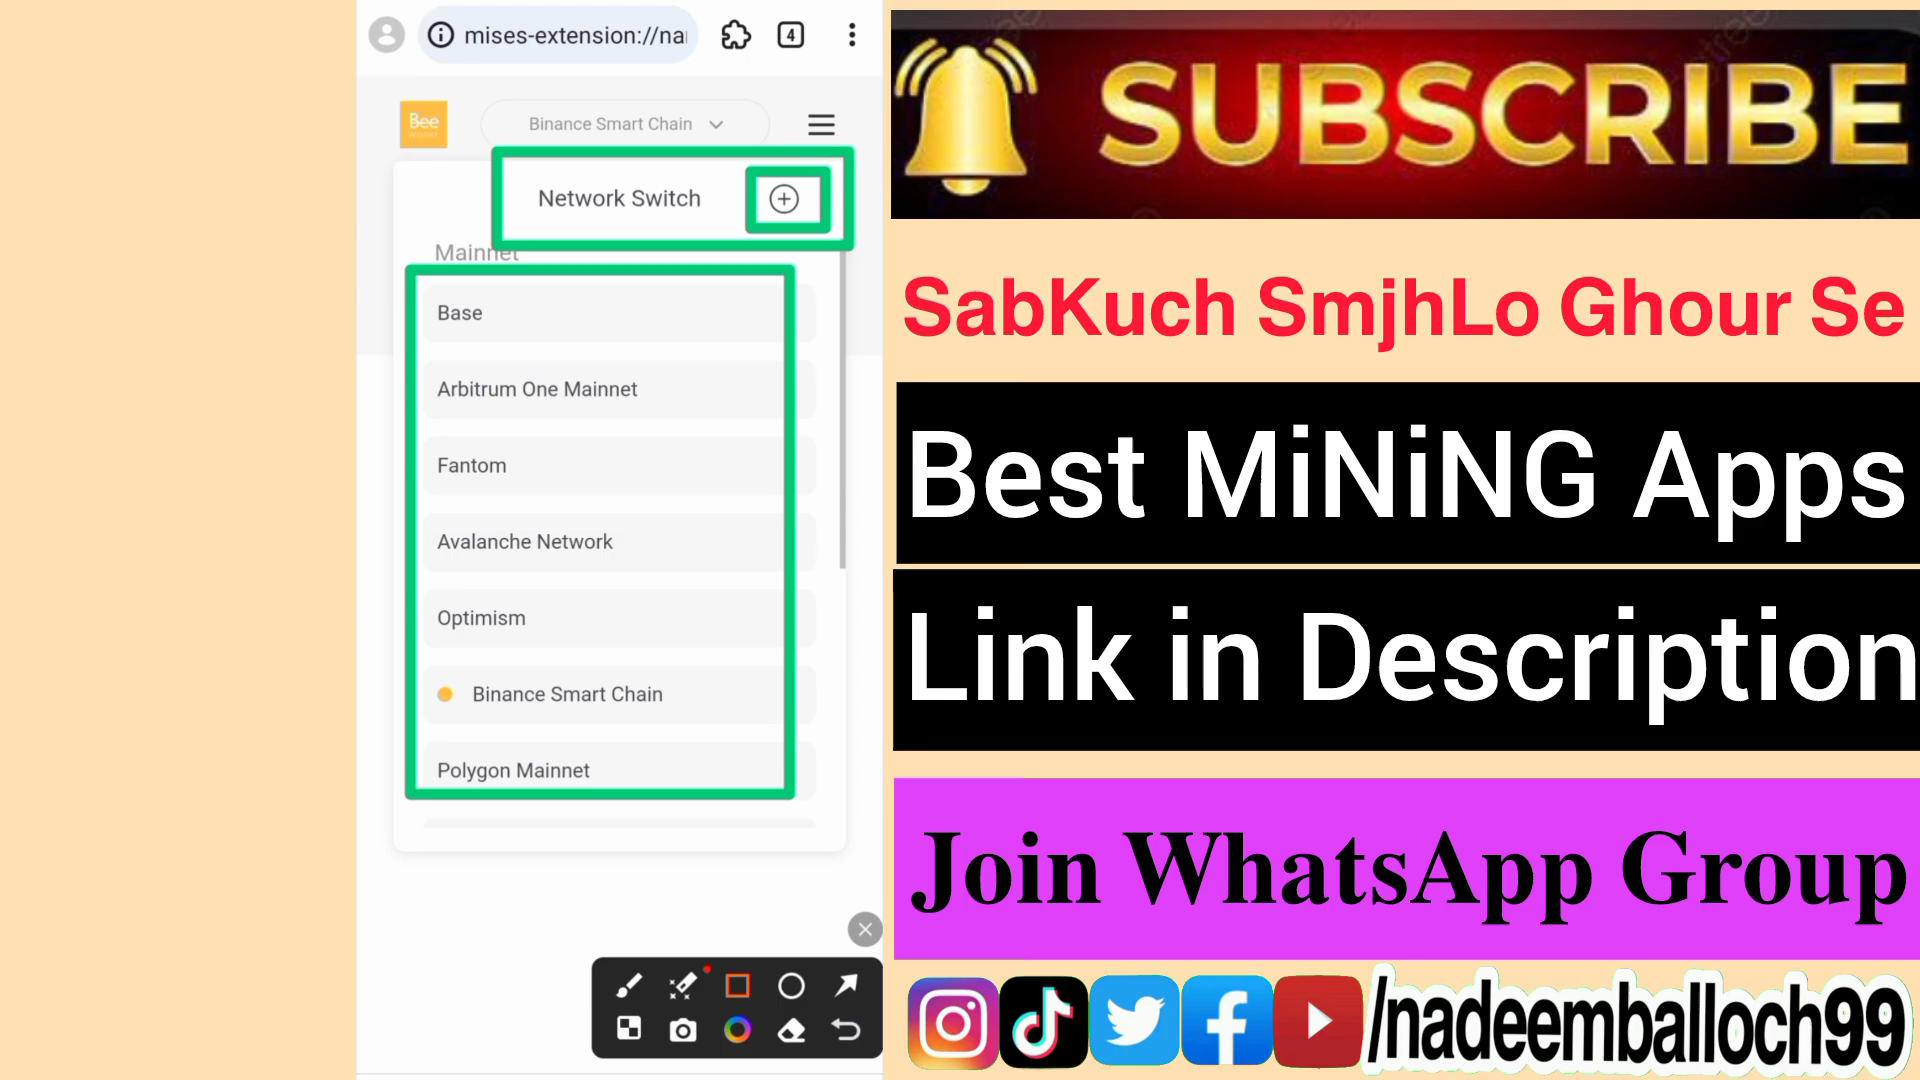 mises-extension://na
4
Bee
Binance Smart Chain
Network Switch
Mainnet
Base
Arbitrum One Mainnet
Fantom
Avalanche Network
Optimism
Binance Smart Chain
Polygon Mainnet
SUBSCRIBE
SabKuch SmjhLo Ghour Se
Best MiNiNG Apps
Link in Description
Join WhatsApp Group
/nadeemballoch99